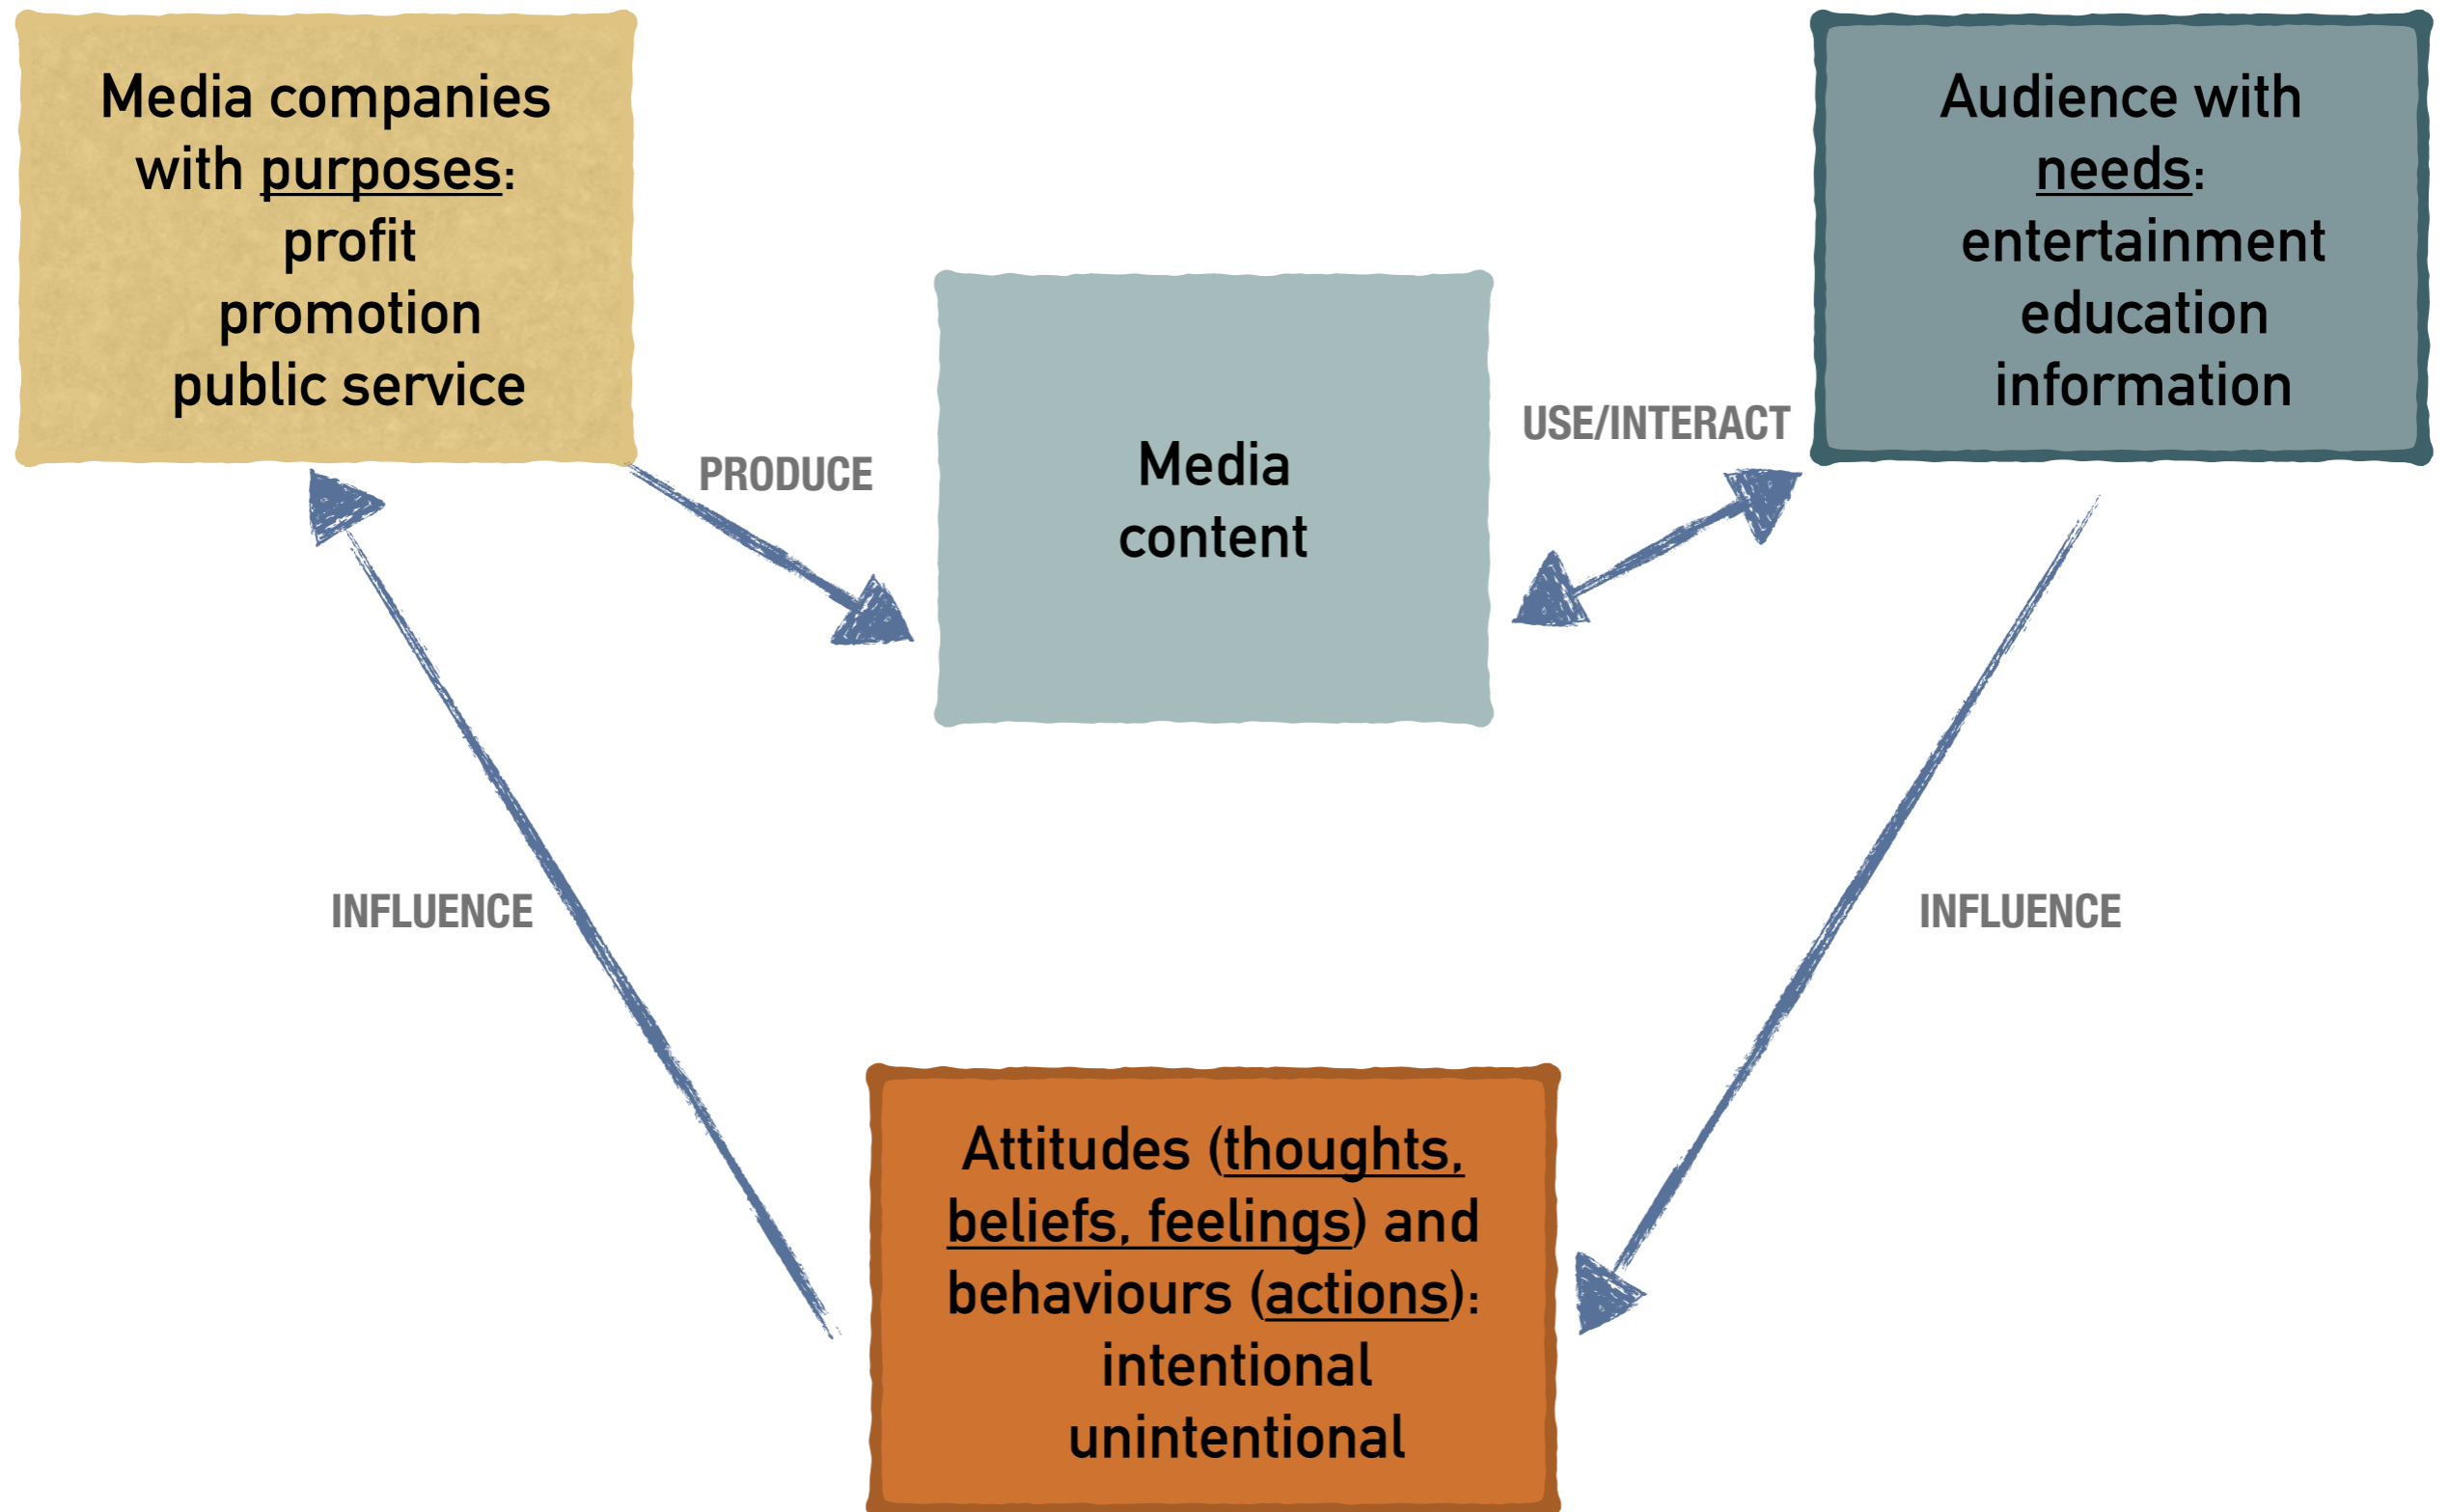 Media companies
with purposes:
profit
promotion
public service
PRODUCE
Media
content
USE/INTERACT
Audience with
needs:
entertainment
education
information
INFLUENCE
INFLUENCE
Attitudes (thoughts,
beliefs, feelings) and
behaviours (actions):
intentional
unintentional